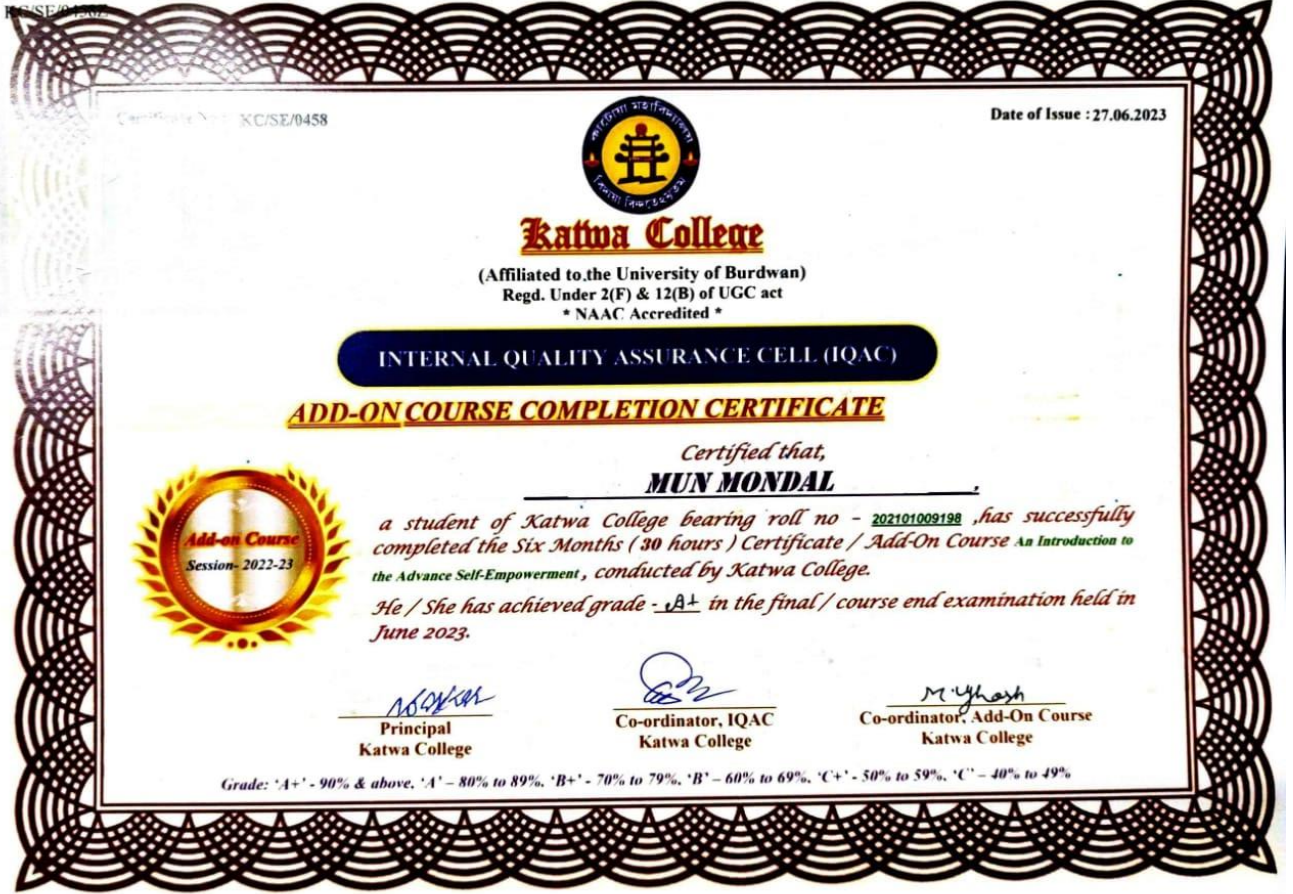 Certificate No. : KC/SE/0458
Date of Issue : 27.06.2023
কাটোয়া মহাবিদ্যালয়
Katwa College
(Affiliated to the University of Burdwan)
Regd. Under 2(F) & 12(B) of UGC act
* NAAC Accredited *
INTERNAL QUALITY ASSURANCE CELL (IQAC)
ADD-ON COURSE COMPLETION CERTIFICATE
Certified that,
MUN MONDAL
Add-on Course
Session- 2022-23
a student of Katwa College bearing roll no – 202101009198 ,has successfully
completed the Six Months ( 30 hours ) Certificate / Add-On Course An Introduction to
the Advance Self-Empowerment , conducted by Katwa College.
He / She has achieved grade - A+ in the final / course end examination held in
June 2023.
M. Ghosh
Principal
Katwa College
Co-ordinator, IQAC
Katwa College
Co-ordinator, Add-On Course
Katwa College
Grade: ‘A+’ - 90% & above, ‘A’ – 80% to 89%, ‘B+’ - 70% to 79%, ‘B’ – 60% to 69%, ‘C+’ - 50% to 59%, ‘C’ – 40% to 49%